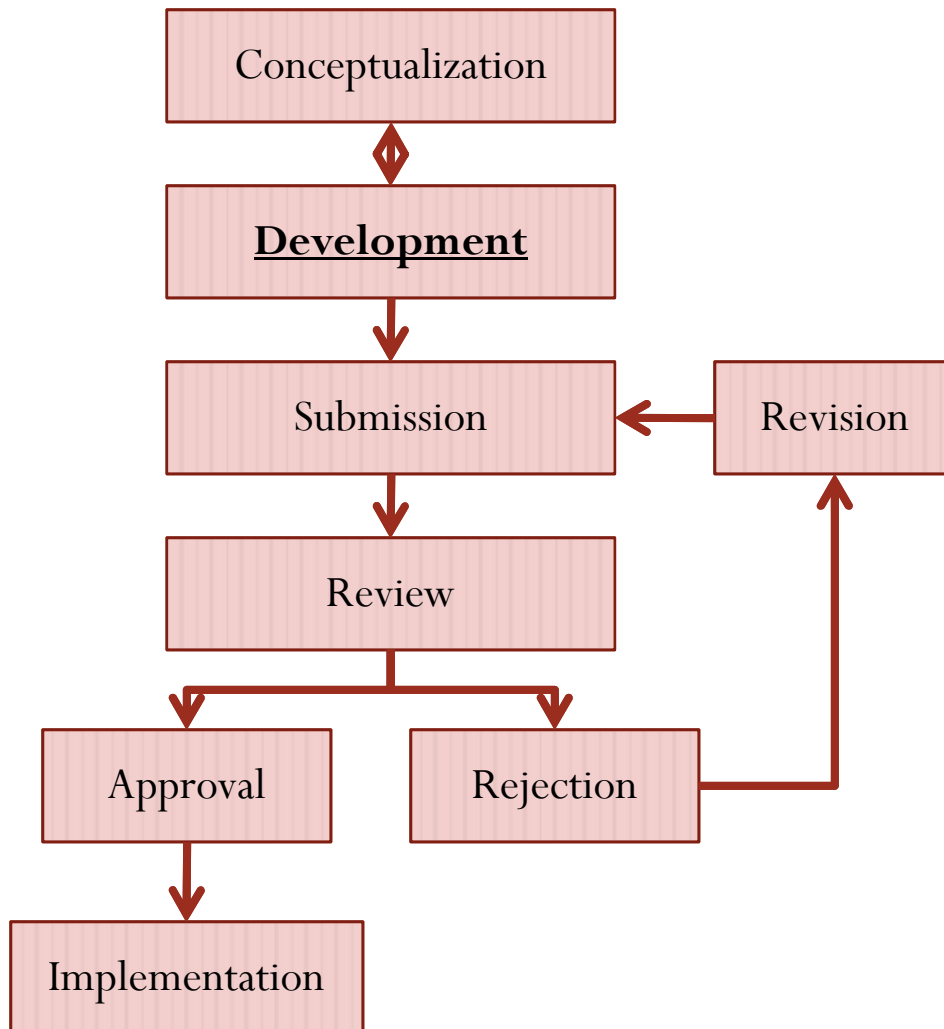 Conceptualization
Development
Submission
Revision
Review
Approval
Rejection
Implementation